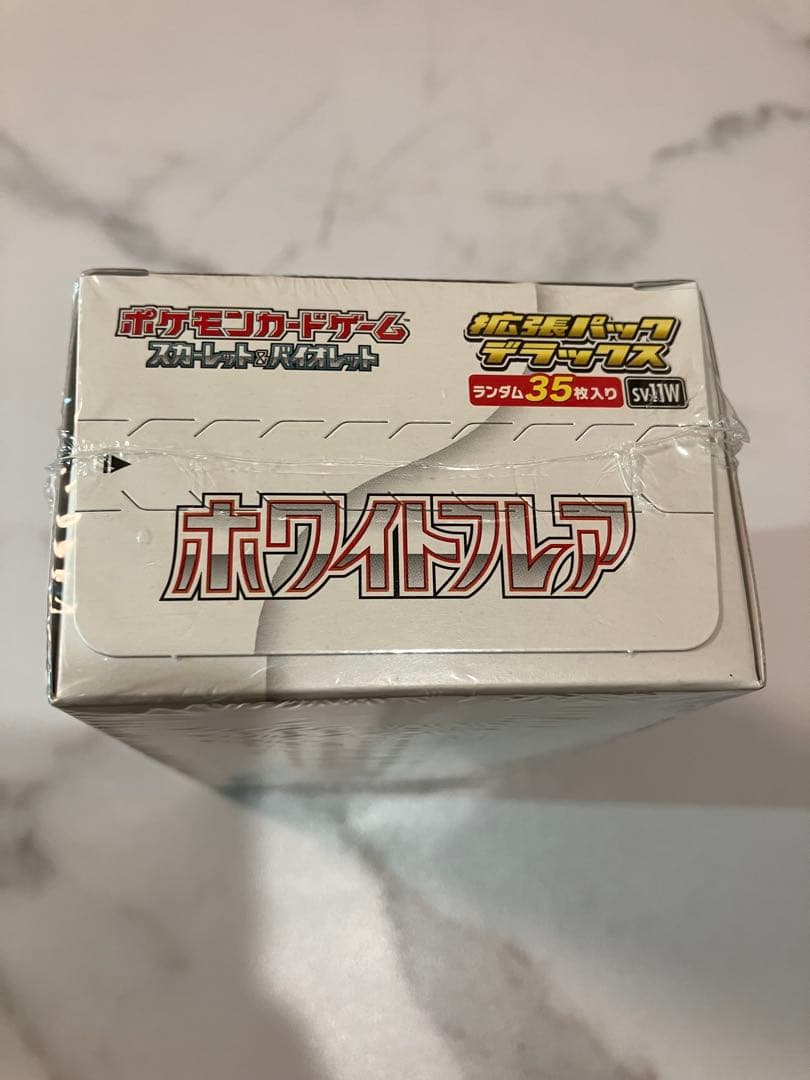 ポケモンカードゲーム™
スカーレット&バイオレット
拡張パック
デラックス
ランダム35枚入り
SV11W
ホワイトフレア